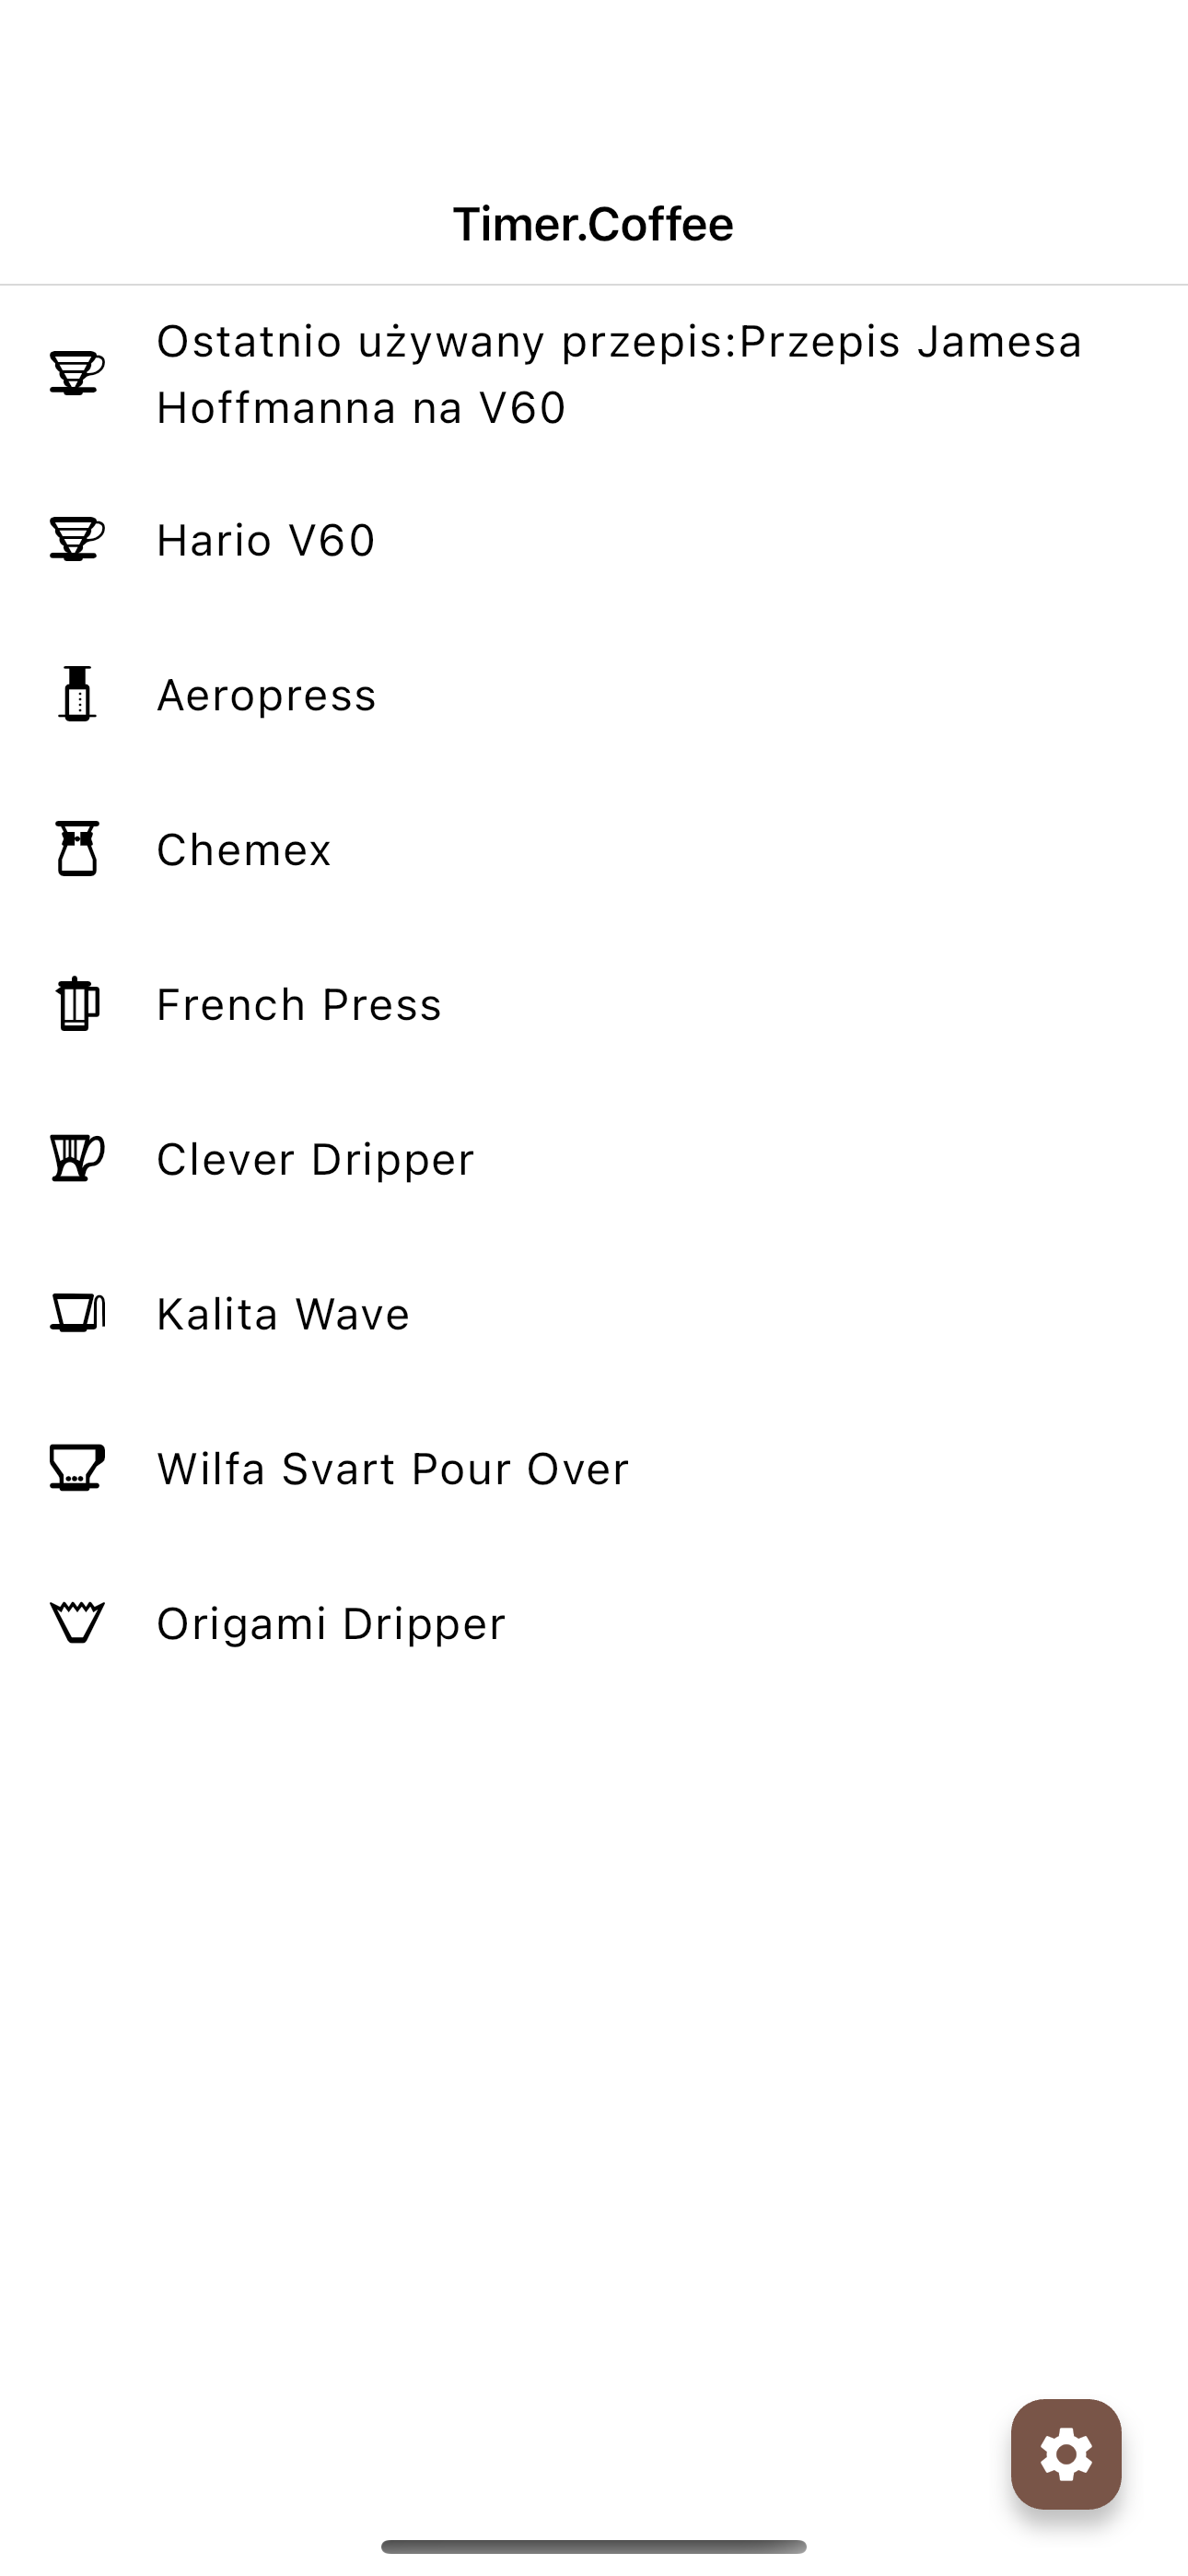 Timer.Coffee
Ostatnio używany przepis:Przepis Jamesa
Hoffmanna na V60
Hario V60
Aeropress
Chemex
French Press
Clever Dripper
Kalita Wave
Wilfa Svart Pour Over
Origami Dripper